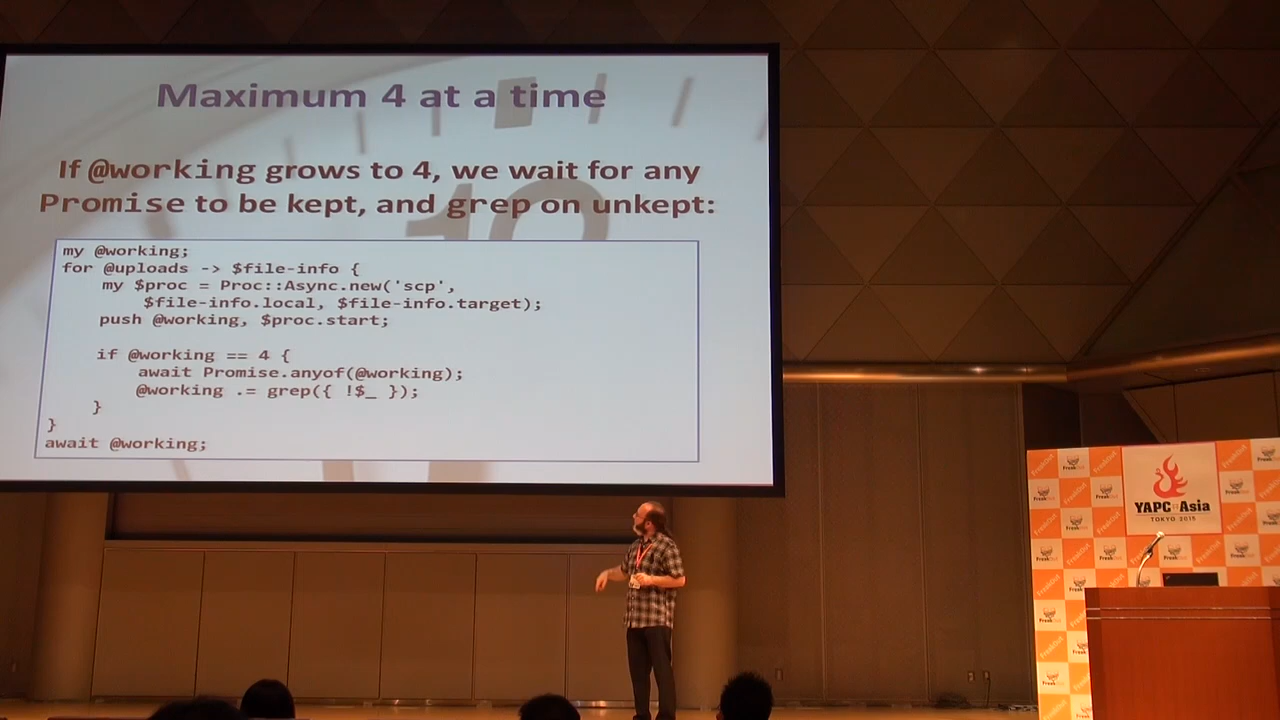 Maximum 4 at a time
If @working grows to 4, we wait for any
Promise to be kept, and grep on unkept:
my @working;
for @uploads -> $file-info {
my $proc = Proc::Async.new('scp',
$file-info.local, $file-info.target);
push @working, $proc.start;
if @working == 4 {
await Promise.anyof(@working);
@working .= grep({ !$_ });
}
}
await @working;
YAPC::Asia
TOKYO 2015
FreakOut